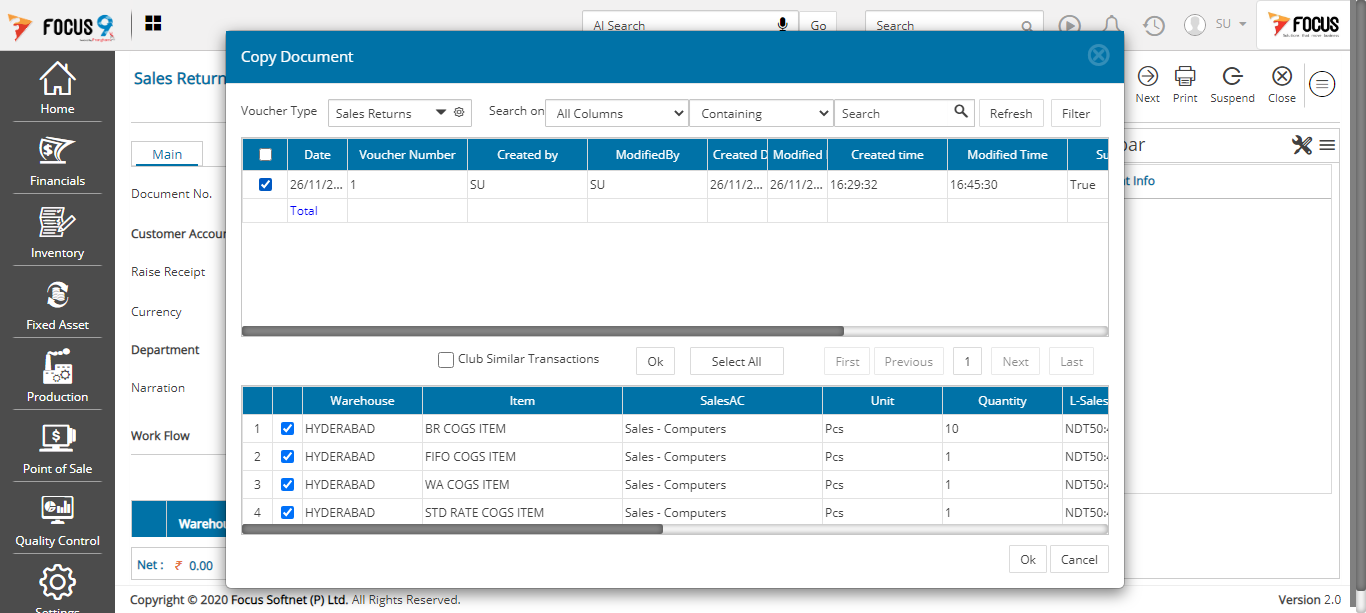 FOCUS 9
AI Search
Go
Search
SU
FOCUS
Home
Financials
Inventory
Fixed Asset
Production
Point of Sale
Quality Control
Settings
Sales Return
Next Print Suspend Close
Main
Document No.
Customer Accou
Raise Receipt
Currency
Department
Narration
Work Flow
Warehou
Net : ₹ 0.00
bar
t Info
Copy Document
Voucher Type Sales Returns Search on All Columns Containing Search Refresh Filter
Date Voucher Number Created by ModifiedBy Created D Modified Created time Modified Time Su
26/11/2... 1 SU SU 26/11/2... 26/11/2... 16:29:32 16:45:30 True
Total
Club Similar Transactions Ok Select All First Previous 1 Next Last
Warehouse Item SalesAC Unit Quantity L-Sales
1 HYDERABAD BR COGS ITEM Sales - Computers Pcs 10 NDT50:
2 HYDERABAD FIFO COGS ITEM Sales - Computers Pcs 1 NDT50:
3 HYDERABAD WA COGS ITEM Sales - Computers Pcs 1 NDT50:
4 HYDERABAD STD RATE COGS ITEM Sales - Computers Pcs 1 NDT50:
Ok Cancel
Copyright © 2020 Focus Softnet (P) Ltd. All Rights Reserved.
Version 2.0